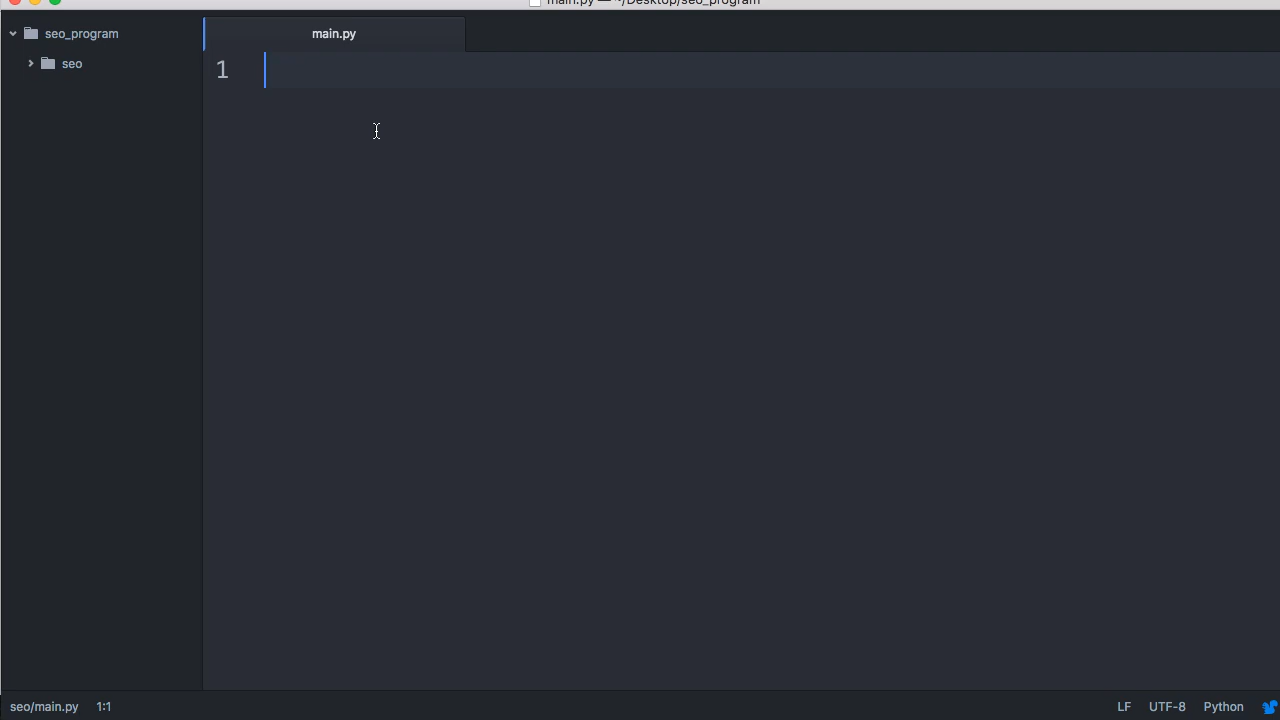 main.py — ~/Desktop/seo_program
seo_program
main.py
seo
1
seo/main.py 1:1
LF UTF-8 Python